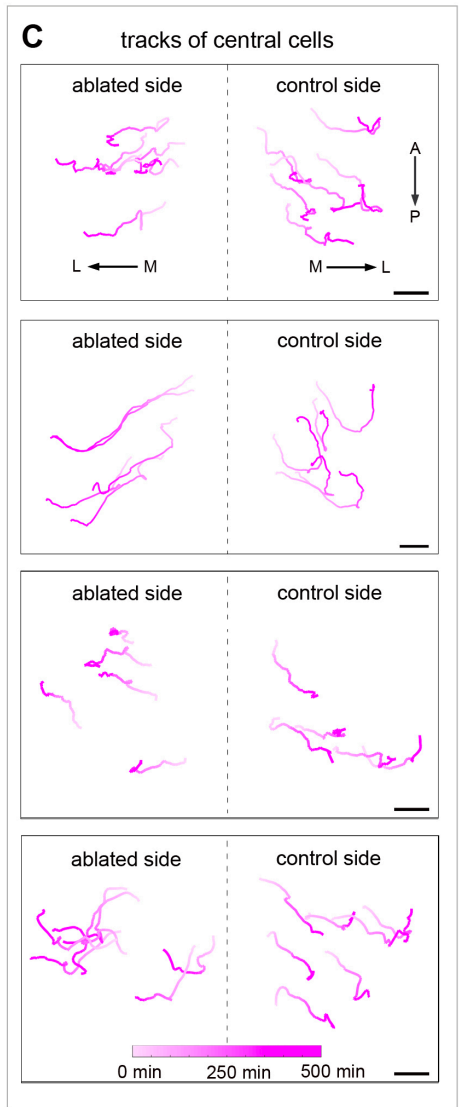 C tracks of central cells
ablated side control side
A
P
L M M L
ablated side control side
ablated side control side
ablated side control side
0 min 250 min 500 min